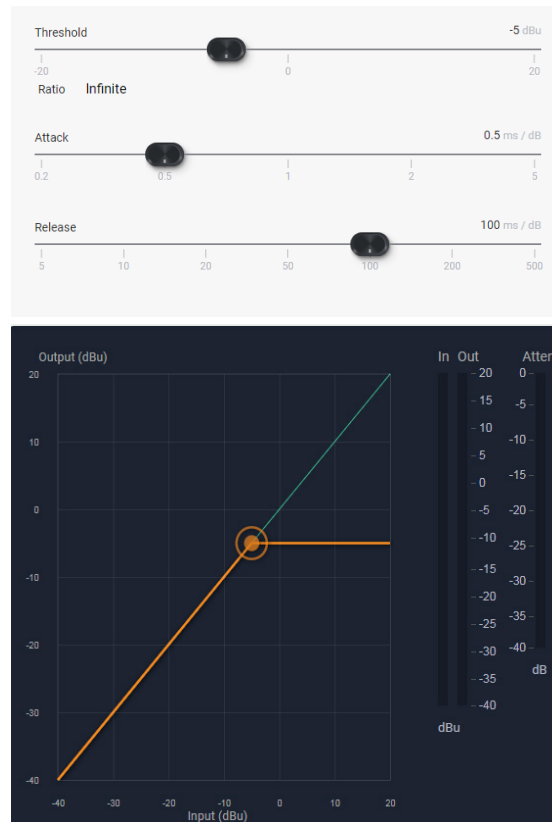 Threshold -5 dBu
-20 0 20
Ratio Infinite
Attack 0.5 ms / dB
0.2 0.5 1 2 5
Release 100 ms / dB
5 10 20 50 100 200 500
Output (dBu) In Out Atten
20 20 0
15 -5
10 10 -10
5 -15
0 0 -20
-5
-10 -10 -25
-15 -30
-20 -20
-25 -35
-30 -30 -40
-35 dB
-40 -40
dBu
-40 -30 -20 -10 0 10 20
Input (dBu)